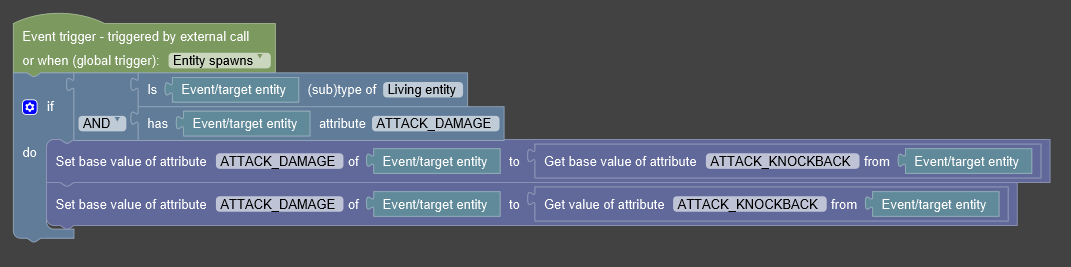 Event trigger - triggered by external call
or when (global trigger): Entity spawns
Is Event/target entity (sub)type of Living entity
if
AND has Event/target entity attribute ATTACK_DAMAGE
do Set base value of attribute ATTACK_DAMAGE of Event/target entity to Get base value of attribute ATTACK_KNOCKBACK from Event/target entity
Set base value of attribute ATTACK_DAMAGE of Event/target entity to Get value of attribute ATTACK_KNOCKBACK from Event/target entity